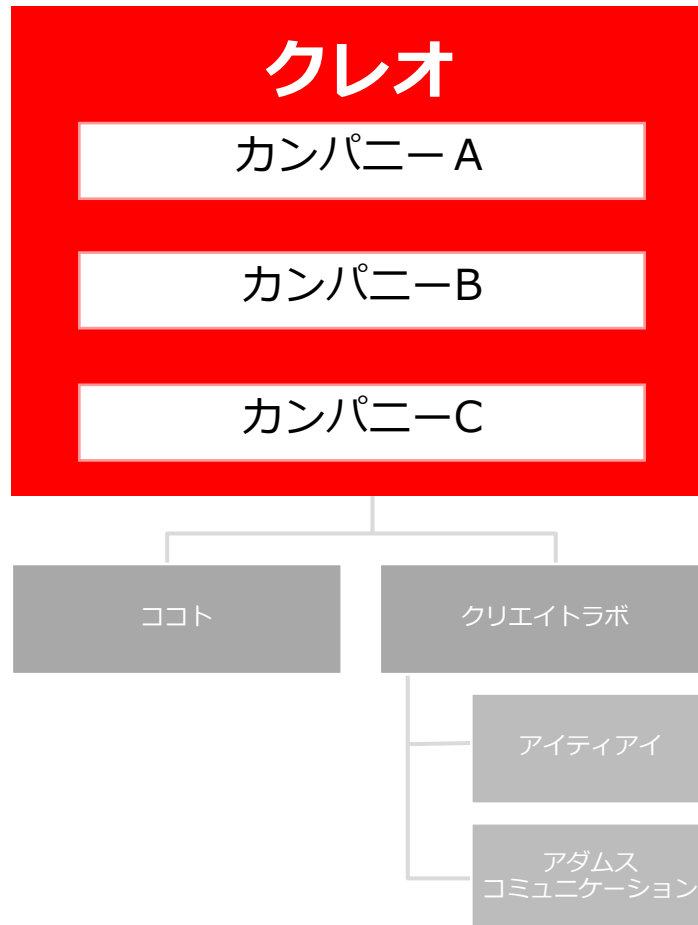 クレオ
カンパニー A
カンパニーB
カンパニーC
ココト
クリエイトラボ
アイティアイ
アダムス
コミュニケーション